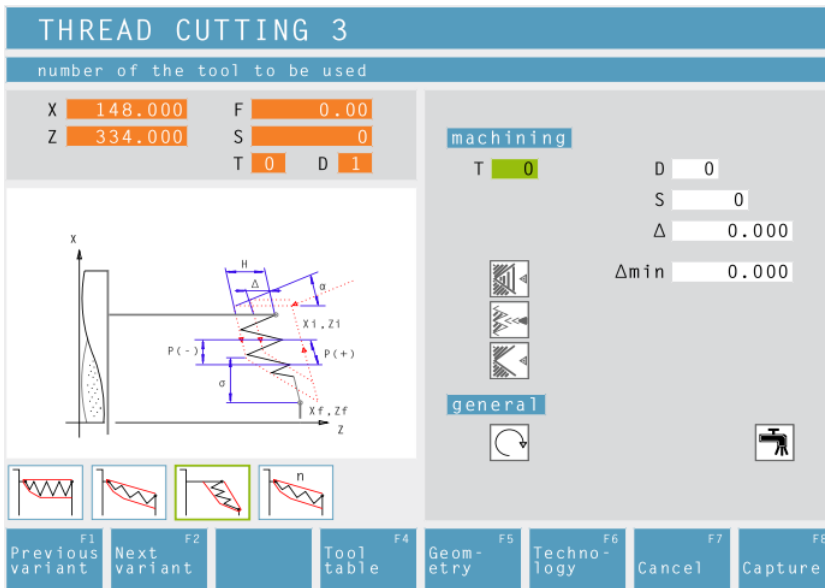 THREAD CUTTING 3
number of the tool to be used
X 148.000 F 0.00
Z 334.000 S 0
T 0 D 1
machining
T 0 D 0
S 0
Δ 0.000
Δmin 0.000
general
X
H
Δ
α
Xi,Zi
P(-)
P(+)
σ
Xf,Zf
Z
n
F1 Previous variant
F2 Next variant
F4 Tool table
F5 Geom-etry
F6 Techno-logy
F7 Cancel
F8 Capture